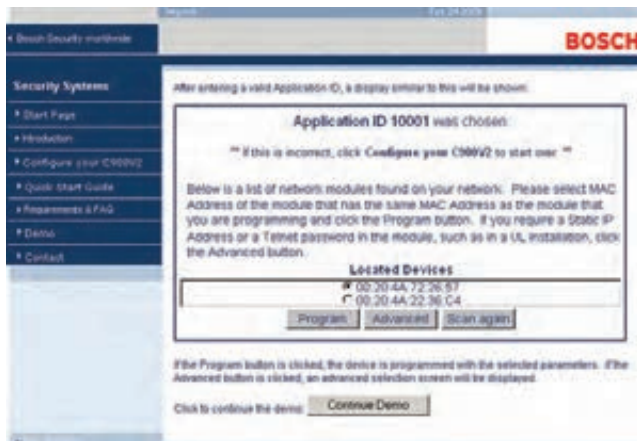 Bosch Security worldwide
BOSCH
Security Systems
Start Page
Introduction
Configure your C900V2
Quick Start Guide
Requirements & FAQ
Demo
Contact
After entering a valid Application ID, a display similar to this will be shown:
Application ID 10001 was chosen
** If this is incorrect, click Configure your C900V2 to start over **
Below is a list of network modules found on your network. Please select MAC
Address of the module that has the same MAC Address as the module that
you are programming and click the Program button. If you require a Static IP
Address or a Telnet password in the module, such as in a UL installation, click
the Advanced button.
Located Devices
00:20:4A:72:26:57
00:20:4A:22:36:C4
Program Advanced Scan again
If the Program button is clicked, the device is programmed with the selected parameters. If the
Advanced button is clicked, an advanced selection screen will be displayed.
Click to continue the demo: Continue Demo